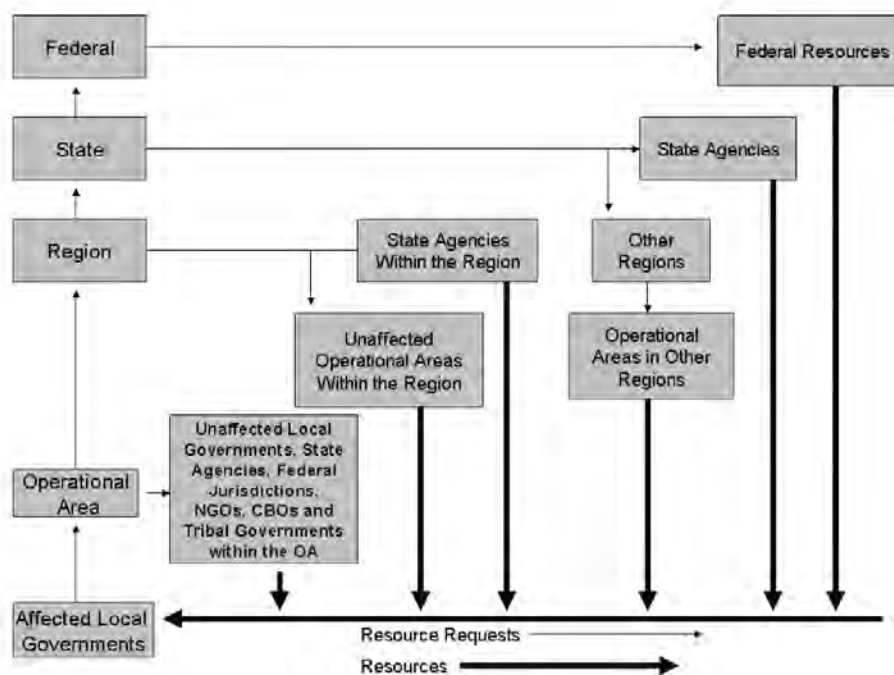 Federal
Federal Resources
State
State Agencies
Region
State Agencies
Within the Region
Other
Regions
Unaffected
Operational Areas
Within the Region
Operational
Areas in Other
Regions
Operational
Area
Unaffected Local
Governments, State
Agencies, Federal
Jurisdictions,
NGOs, CBOs and
Tribal Governments
within the OA
Affected Local
Governments
Resource Requests
Resources